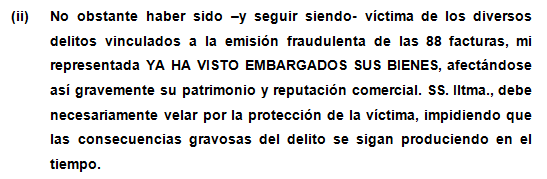 (ii) No obstante haber sido –y seguir siendo- víctima de los diversos
delitos vinculados a la emisión fraudulenta de las 88 facturas, mi
representada YA HA VISTO EMBARGADOS SUS BIENES, afectándose
así gravemente su patrimonio y reputación comercial. SS. Iltma., debe
necesariamente velar por la protección de la víctima, impidiendo que
las consecuencias gravosas del delito se sigan produciendo en el
tiempo.